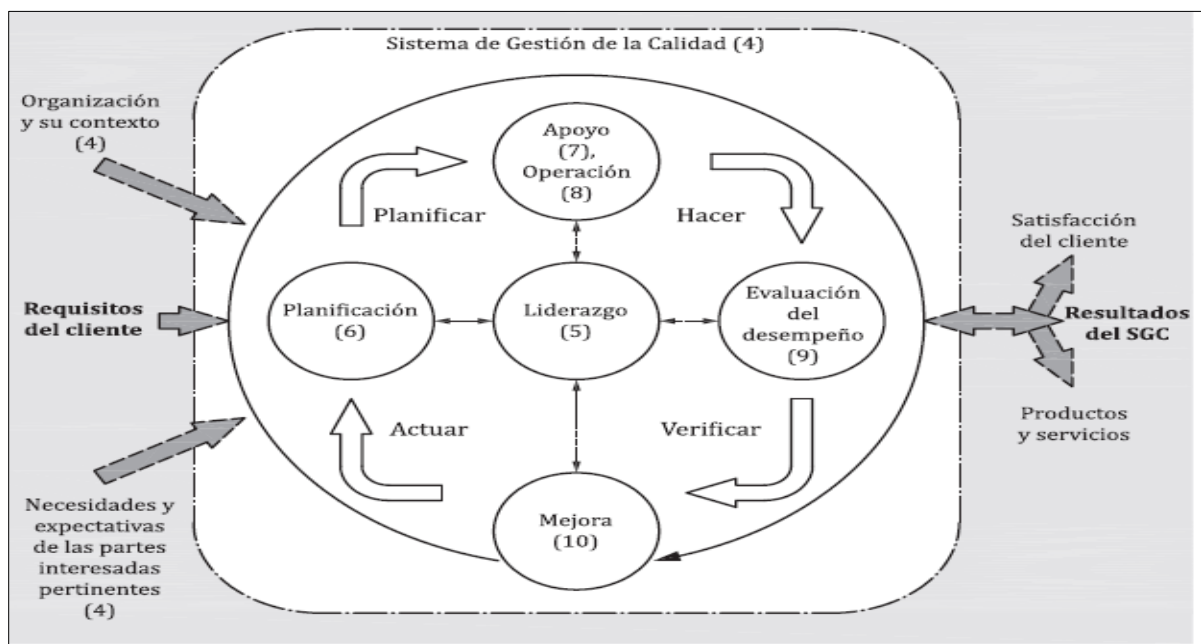 Sistema de Gestión de la Calidad (4)
Organización
y su contexto
(4)
Apoyo
(7),
Operación
(8)
Planificar
Hacer
Satisfacción
del cliente
Requisitos
del cliente
Planificación
(6)
Liderazgo
(5)
Evaluación
del
desempeño
(9)
Resultados
del SGC
Actuar
Verificar
Productos
y servicios
Necesidades y
expectativas
de las partes
interesadas
pertinentes
(4)
Mejora
(10)